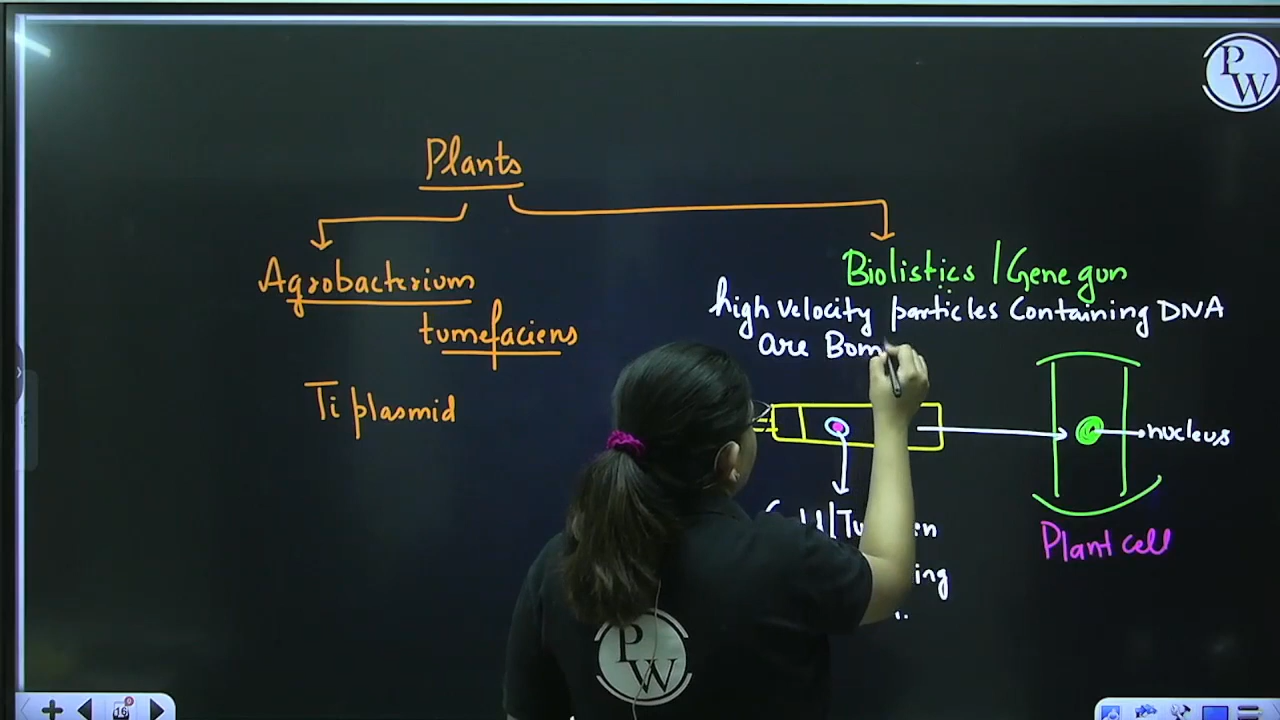 PW
Plants
Agrobacterium
tumefaciens
Ti plasmid
Biolistics / Gene gun
high velocity particles Containing DNA
are Bom
nucleus
Plant cell
PW
16